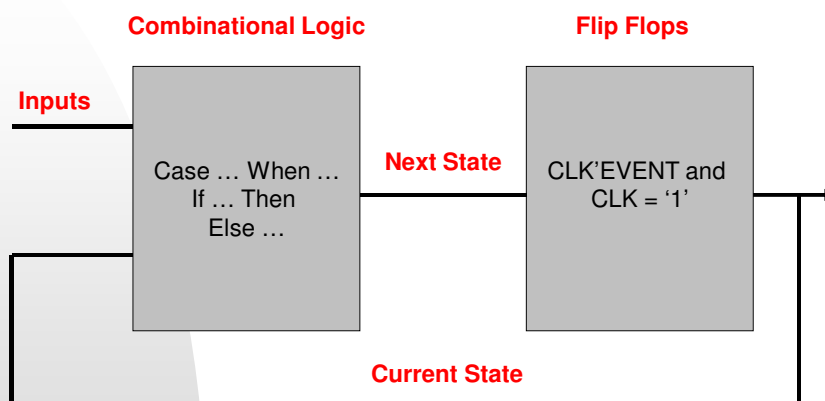 Combinational Logic
Flip Flops
Inputs
Case … When …
If … Then
Else …
Next State
CLK’EVENT and
CLK = ‘1’
Current State